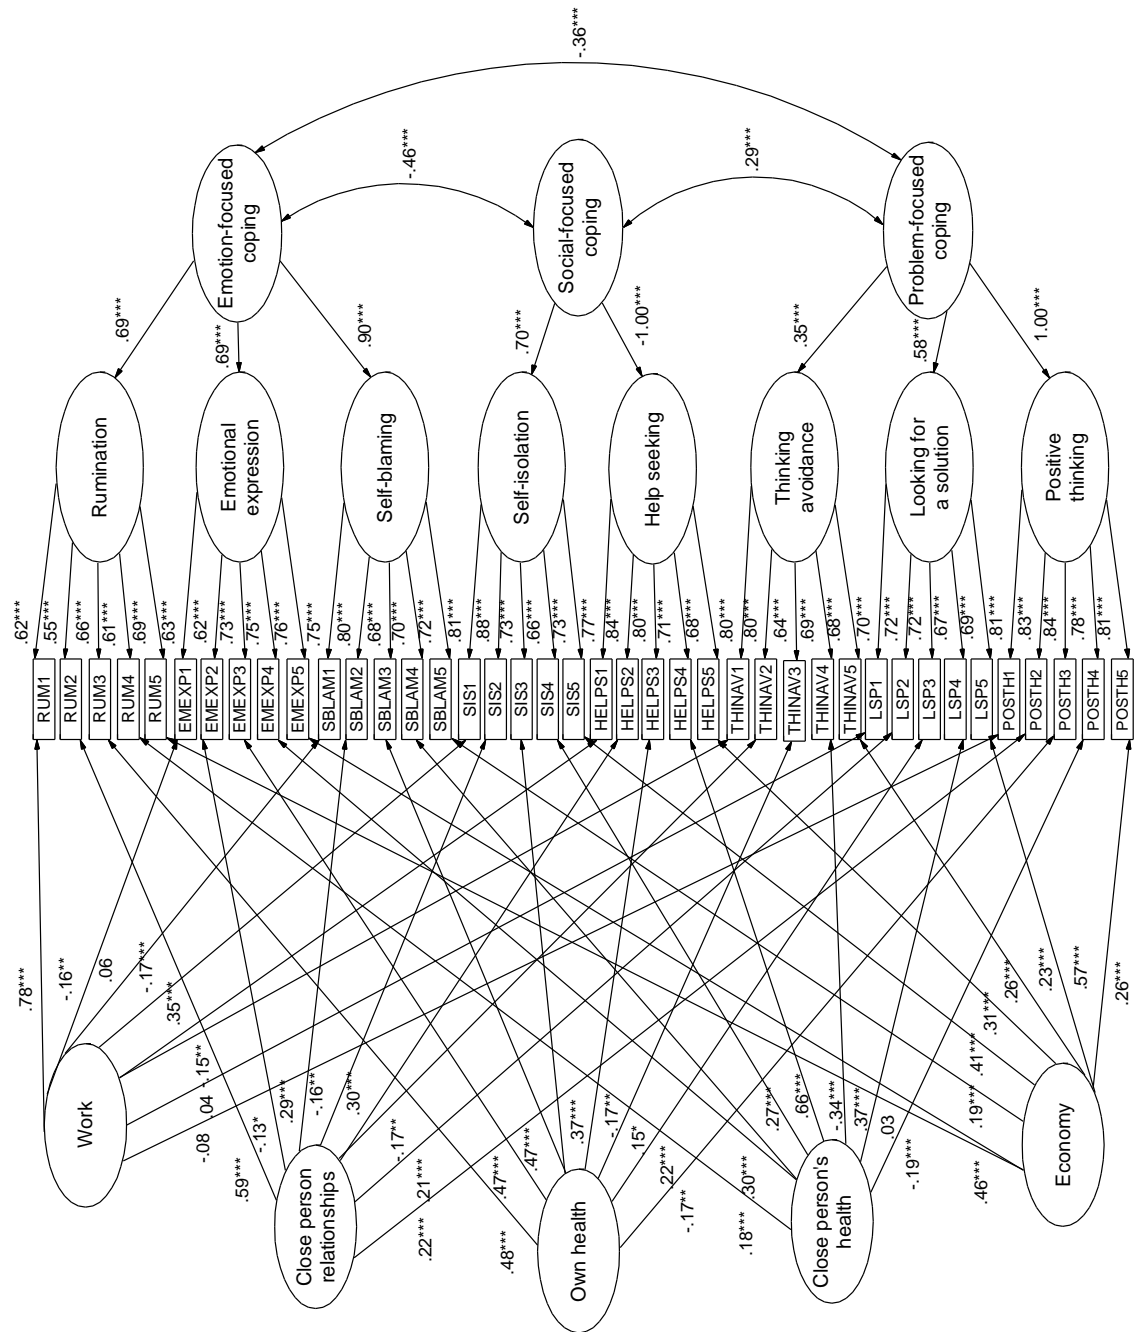 -.36***
-.46***
.29***
Emotion-focused
coping
Social-focused
coping
Problem-focused
coping
.69***
.69***
.90***
.70***
-1.00***
.35***
.58***
1.00***
Rumination
Emotional
expression
Self-blaming
Self-isolation
Help seeking
Thinking
avoidance
Looking for
a solution
Positive
thinking
.62***
.55***
.66***
.61***
.69***
.63***
.62***
.73***
.75***
.76***
.75***
.80***
.68***
.70***
.72***
.81***
.88***
.73***
.66***
.73***
.77***
.84***
.80***
.71***
.68***
.80***
.80***
.64***
.69***
.68***
.70***
.72***
.72***
.67***
.69***
.81***
.83***
.84***
.78***
.81***
RUM1
RUM2
RUM3
RUM4
RUM5
EMEXP1
EMEXP2
EMEXP3
EMEXP4
EMEXP5
SBLAM1
SBLAM2
SBLAM3
SBLAM4
SBLAM5
SIS1
SIS2
SIS3
SIS4
SIS5
HELPS1
HELPS2
HELPS3
HELPS4
HELPS5
THINAV1
THINAV2
THINAV3
THINAV4
THINAV5
LSP1
LSP2
LSP3
LSP4
LSP5
POSTH1
POSTH2
POSTH3
POSTH4
POSTH5
.78***
-.16**
.06
-.17***
.35***
.15**
.04
-.08
Work
.59***
-.13*
.29***
-.16**
.30***
-.17**
.21***
.22***
Close person
relationships
.48***
.47***
.47***
.37***
-.17**
.15*
.22***
-.17**
Own health
.18***
.30***
.27***
.66***
-.34***
.37***
.03
-.19***
Close person's
health
.46***
.19***
.41***
.31***
.26***
.23***
.57***
.26***
Economy